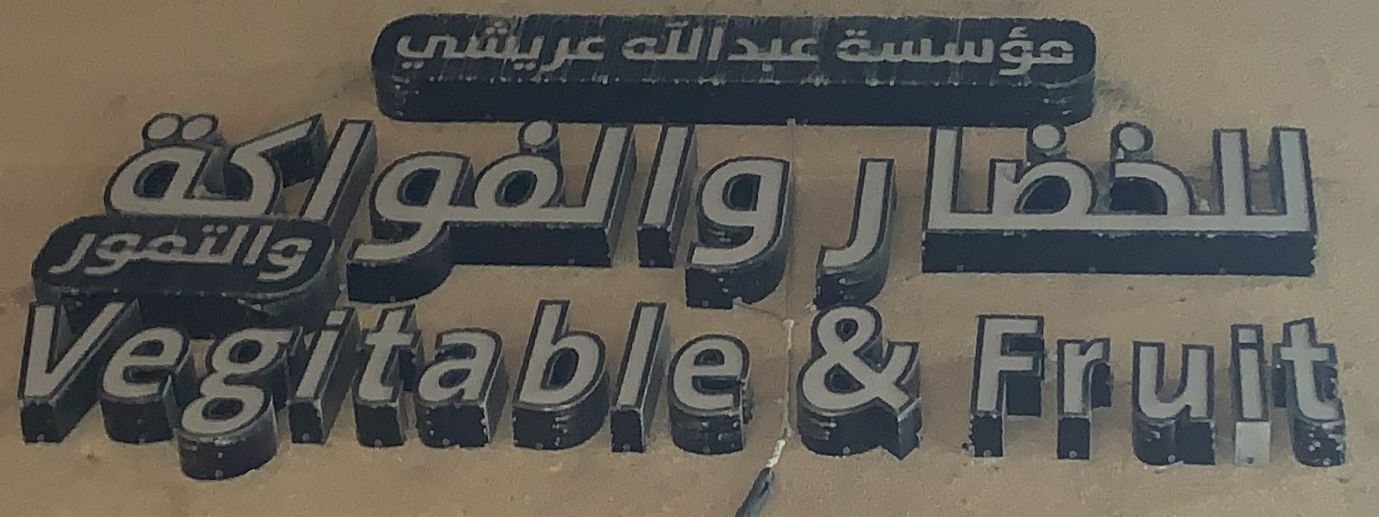 مؤسسة عبدالله عريشي
للخضار والفواكة
والتمور
Vegitable & Fruit